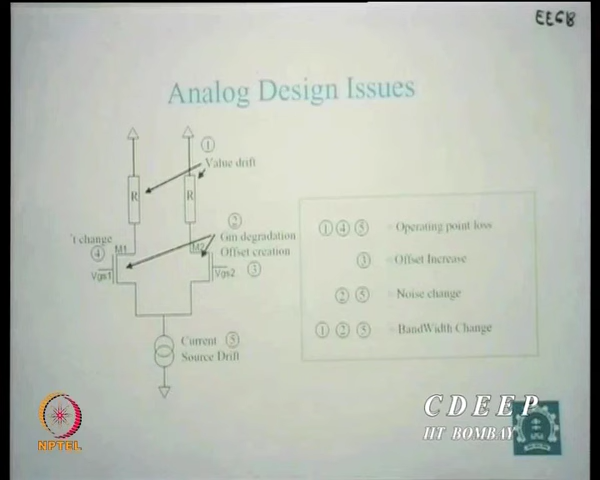 EE618
Analog Design Issues
①
Value drift
R R
②
Gm degradation
Offset creation
③
change
④
M1
M2
Vgs1
Vgs2
Current ⑤
Source Drift
① ④ ⑤ Operating point loss
③ Offset Increase
② ⑤ Noise change
① ② ⑤ BandWidth Change
CDEEP
IIT BOMBAY
NPTEL